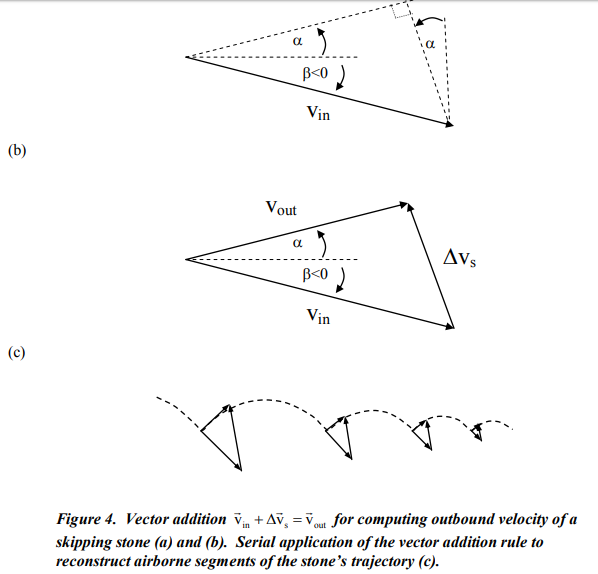 α
α
β<0
Vin
(b)
Vout
α
ΔVs
β<0
Vin
(c)
Figure 4. Vector addition v⃗in + Δv⃗s = v⃗out for computing outbound velocity of a
skipping stone (a) and (b). Serial application of the vector addition rule to
reconstruct airborne segments of the stone's trajectory (c).